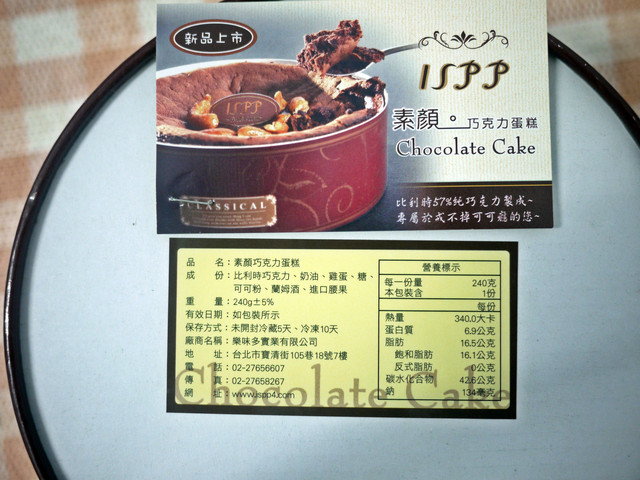 新品上市
ISPP
ISPP
素顏。巧克力蛋糕
Chocolate Cake
CLASSICAL
比利時57%純巧克力製成~
專屬於戒不掉可可癮的您~
品　　名：素顏巧克力蛋糕
成　　份：比利時巧克力、奶油、雞蛋、糖、
可可粉、蘭姆酒、進口腰果
重　　量：240g±5%
有效日期：如包裝所示
保存方式：未開封冷藏5天、冷凍10天
廠商名稱：樂味多實業有限公司
地　　址：台北市寶清街105巷18號7樓
電　　話：02-27656607
傳　　真：02-27658267
網　　址：www.ispp4.com
營養標示
每一份量 240克
本包裝含 1份
每份
熱量 340.0大卡
蛋白質 6.9公克
脂肪 16.5公克
飽和脂肪 16.1公克
反式脂肪 0公克
碳水化合物 42.6公克
鈉 134毫克
Chocolate Cake